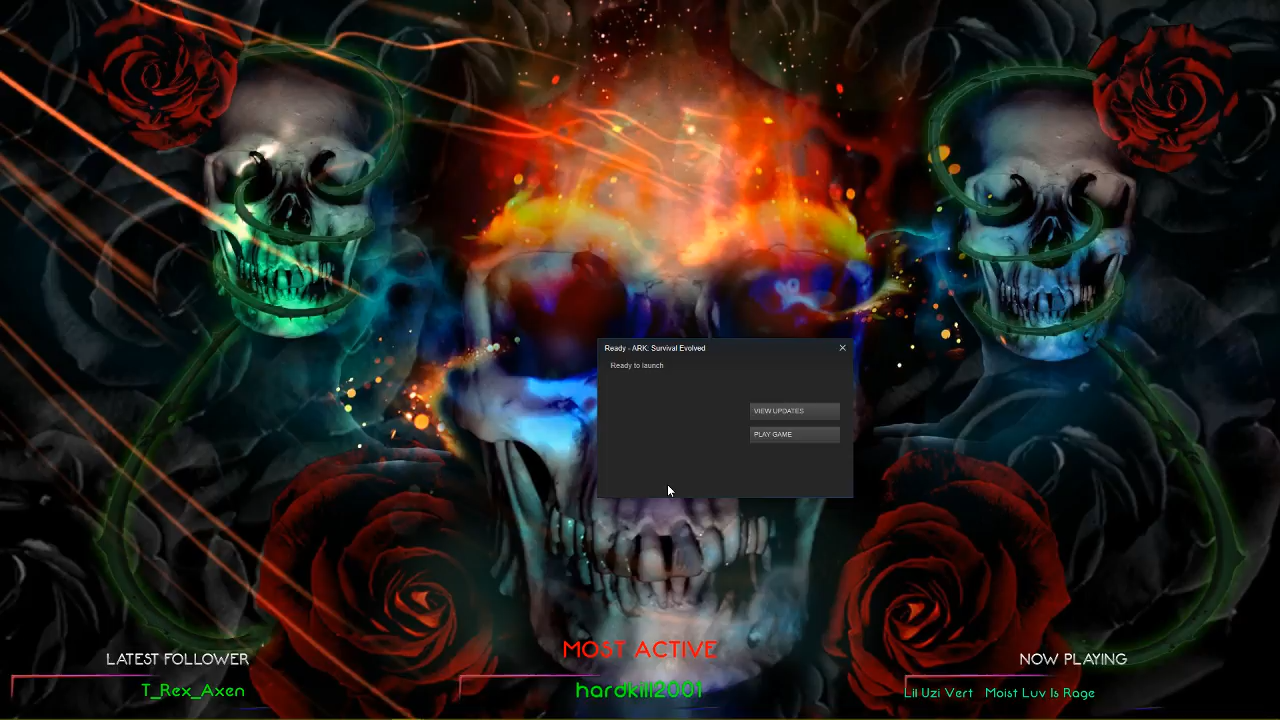 Ready - ARK: Survival Evolved
Ready to launch
VIEW UPDATES
PLAY GAME
MOST ACTIVE
LATEST FOLLOWER
NOW PLAYING
T_Rex_Axen
hardkill2001
Lil Uzi Vert Moist Luv Is Rage